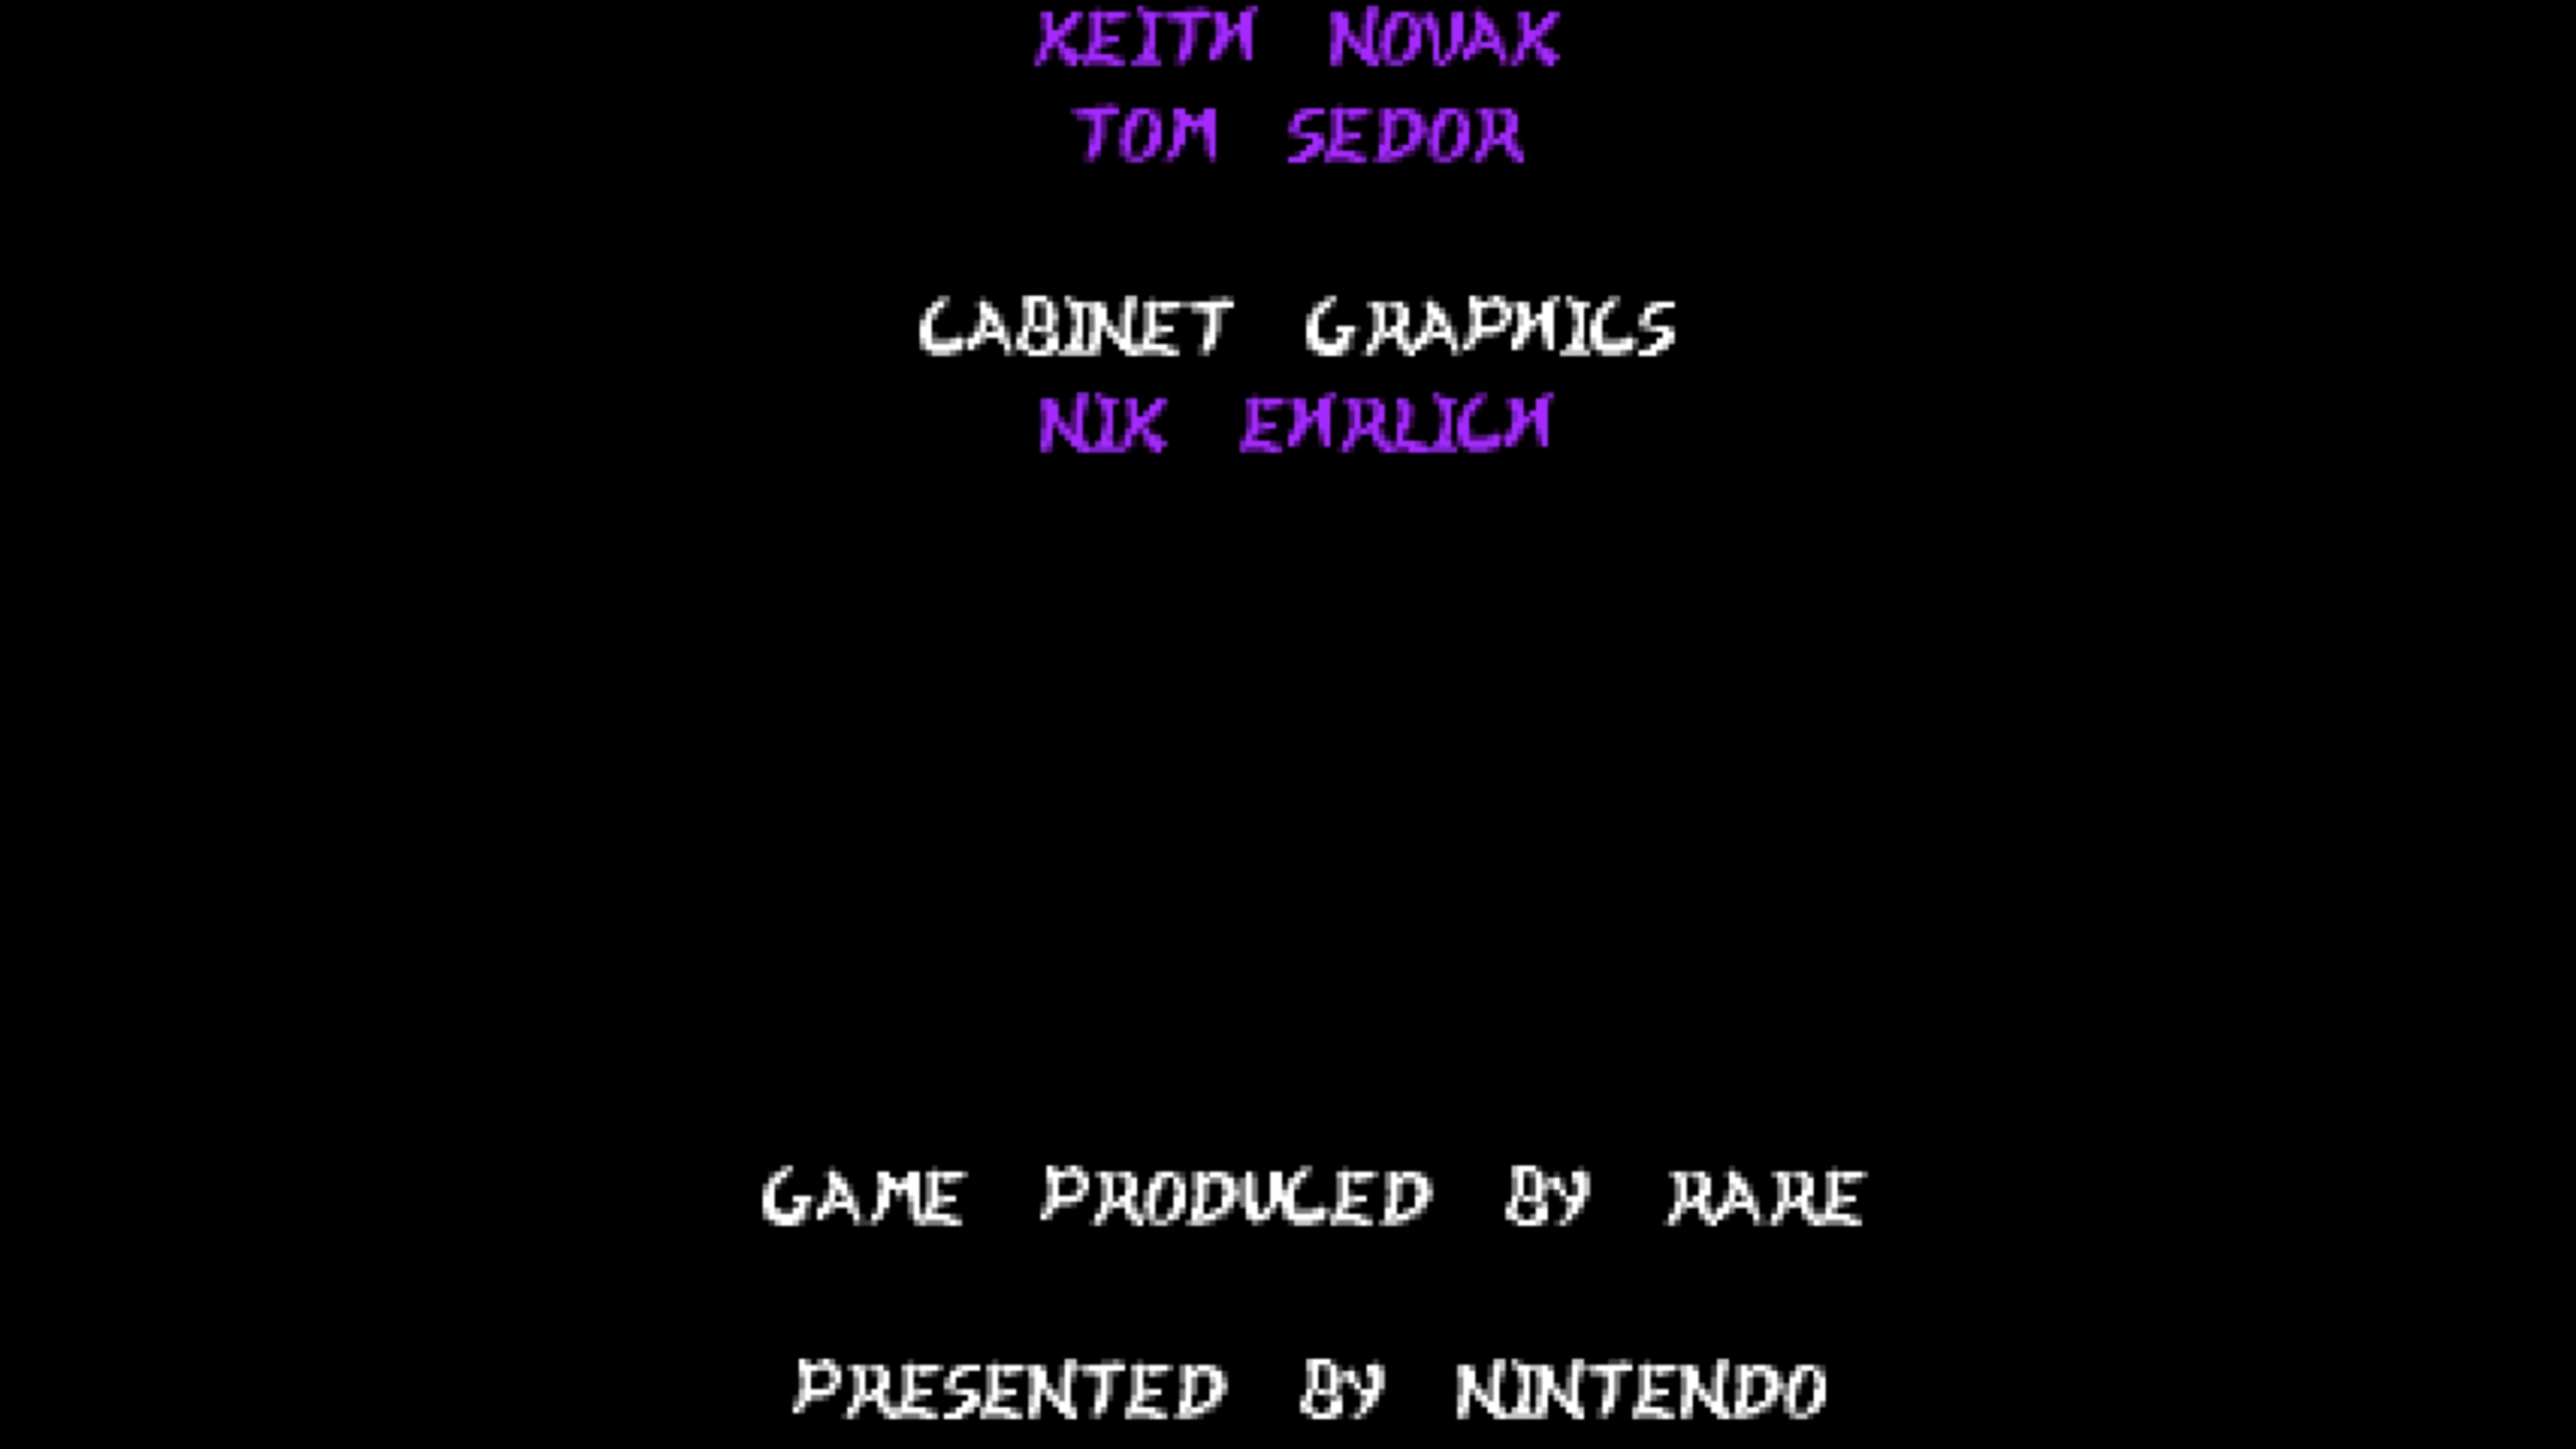 KEITH NOVAK
TOM SEDOR
CABINET GRAPHICS
NIK EHRLICH
GAME PRODUCED BY RARE
PRESENTED BY NINTENDO